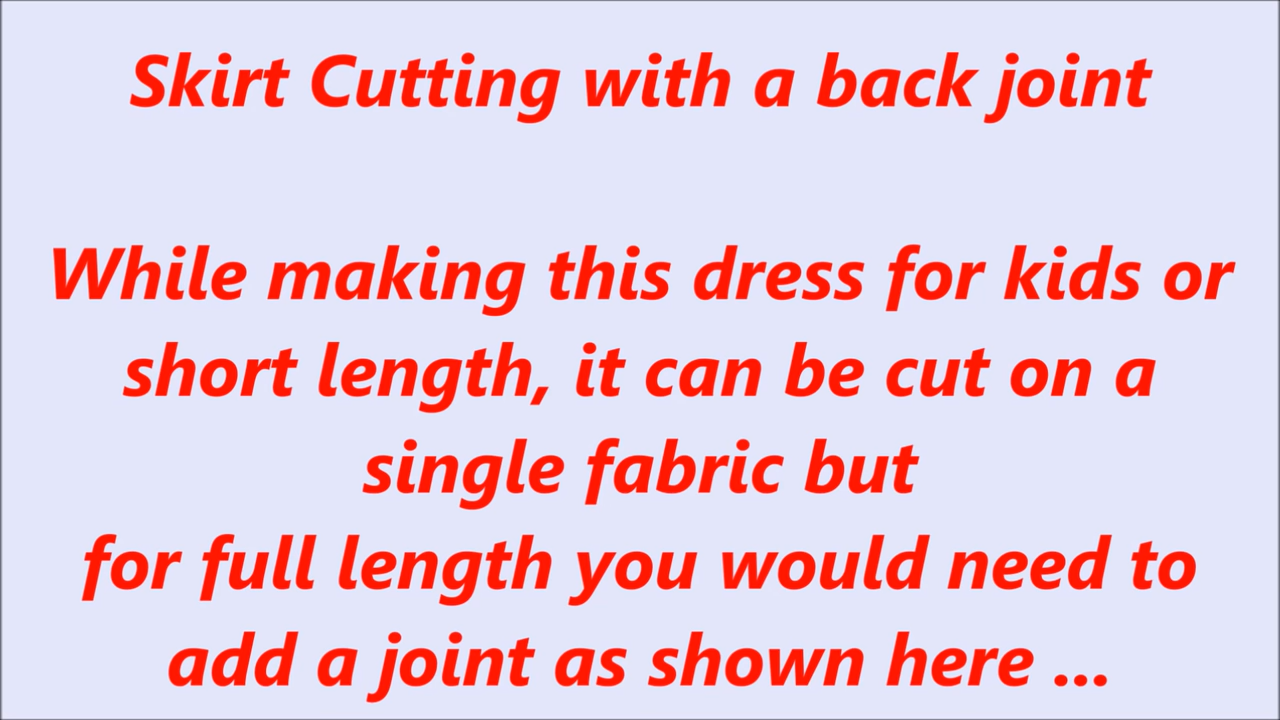 Skirt Cutting with a back joint
While making this dress for kids or
short length, it can be cut on a
single fabric but
for full length you would need to
add a joint as shown here ...